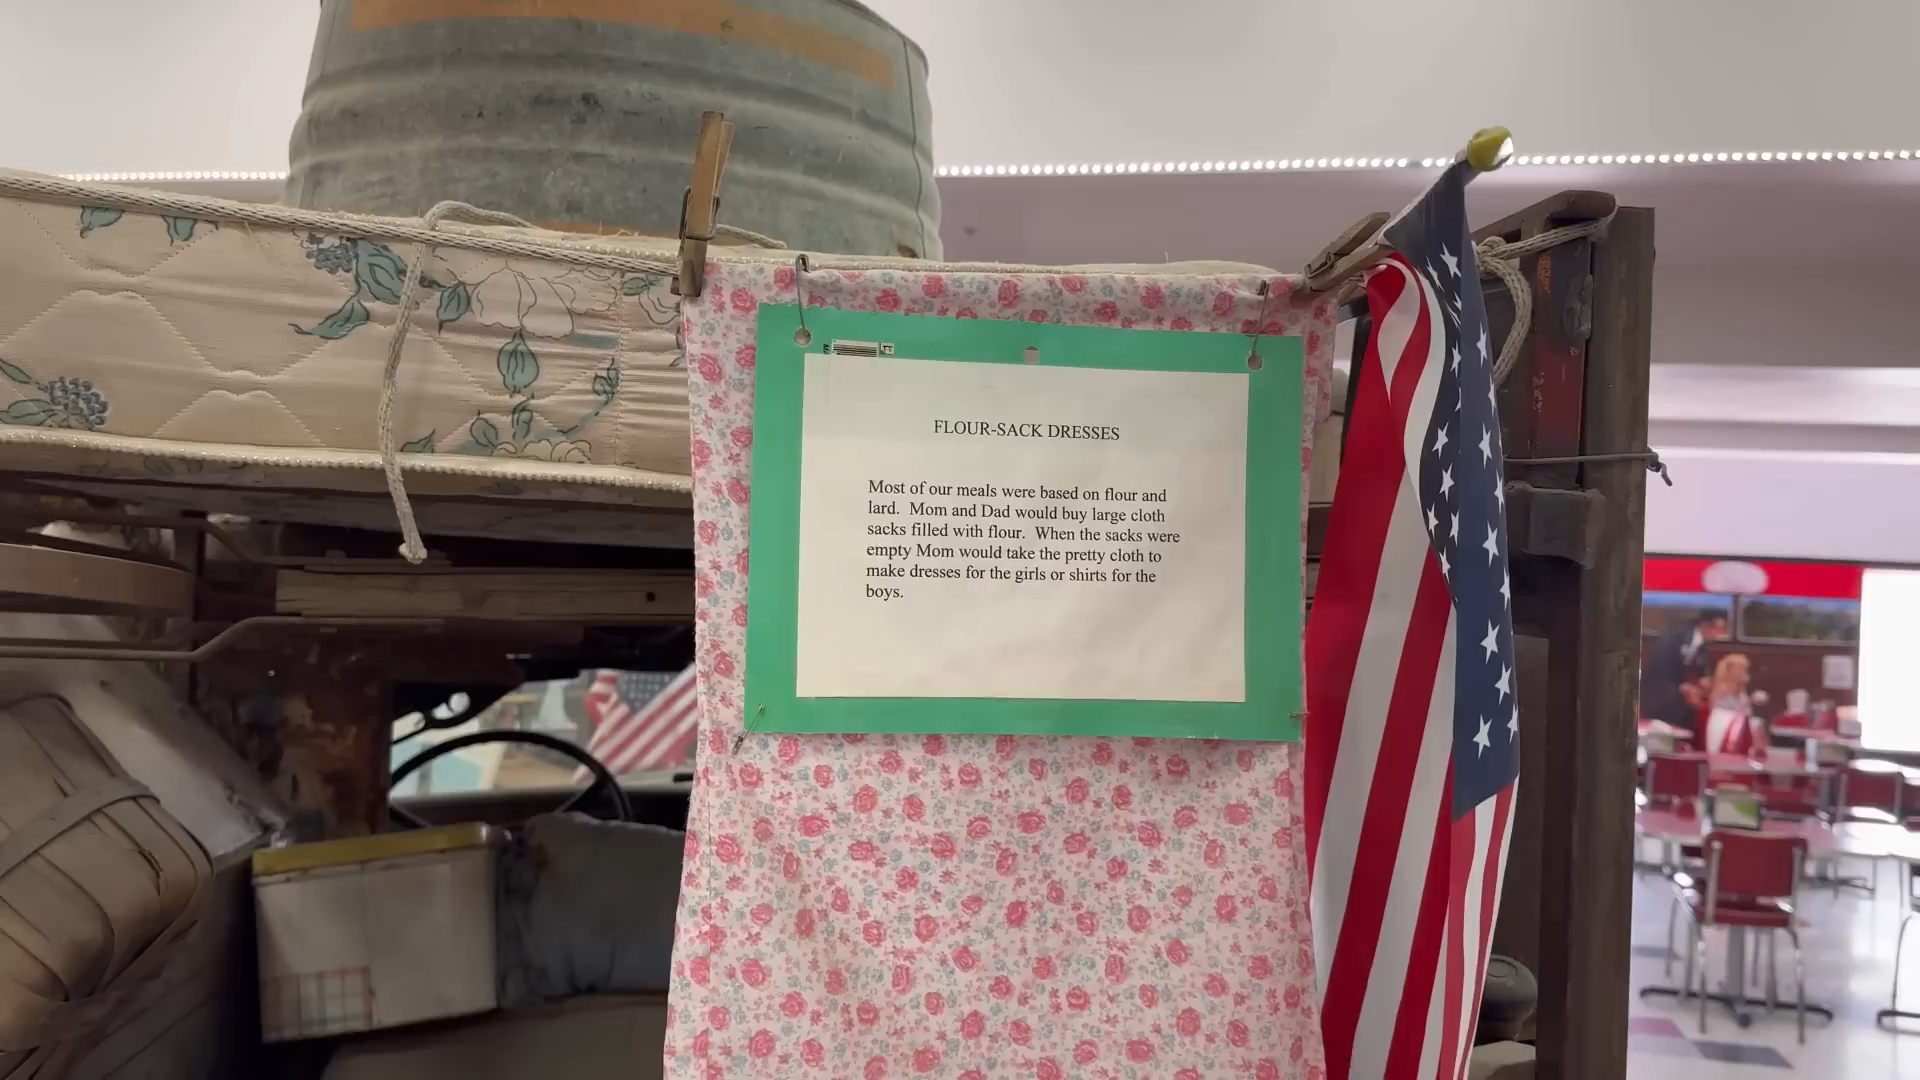 FLOUR-SACK DRESSES
Most of our meals were based on flour and
lard. Mom and Dad would buy large cloth
sacks filled with flour. When the sacks were
empty Mom would take the pretty cloth to
make dresses for the girls or shirts for the
boys.